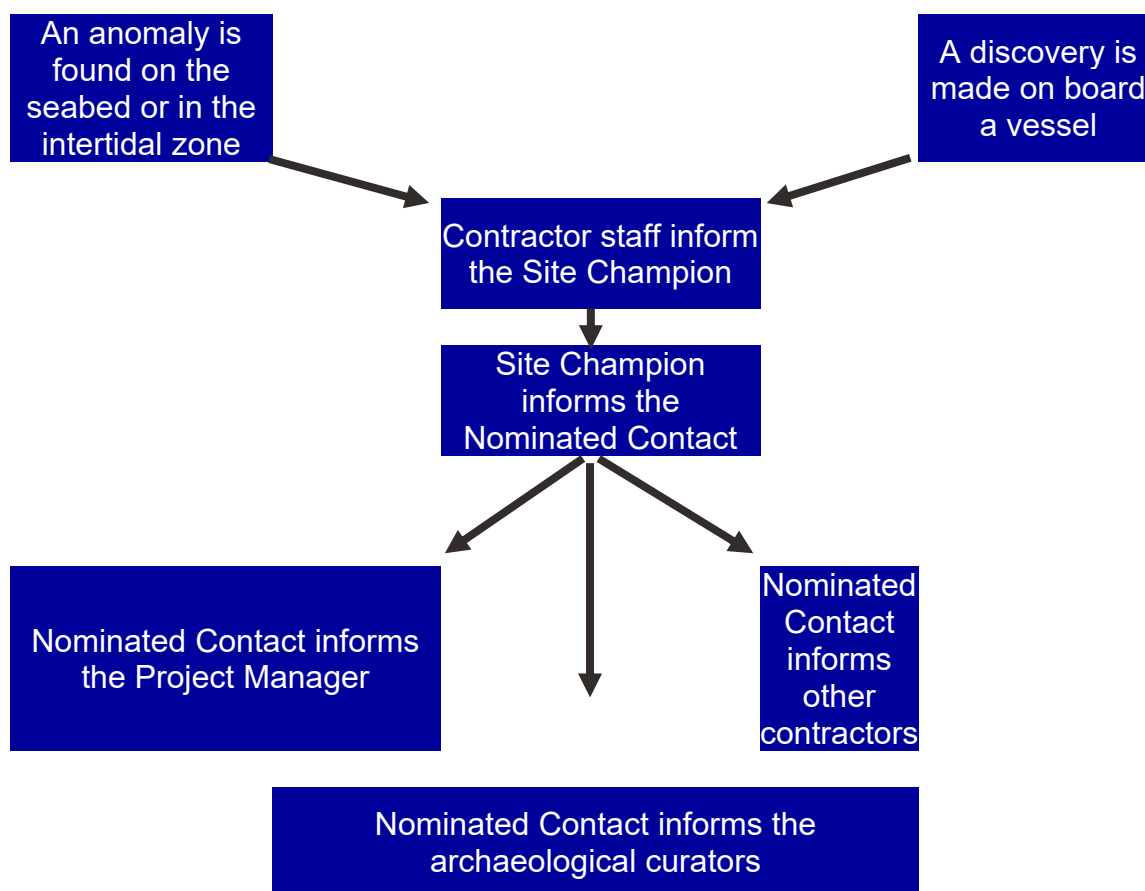 An anomaly is
found on the
seabed or in the
intertidal zone
A discovery is
made on board
a vessel
Contractor staff inform
the Site Champion
Site Champion
informs the
Nominated Contact
Nominated Contact informs
the Project Manager
Nominated
Contact
informs
other
contractors
Nominated Contact informs the
archaeological curators